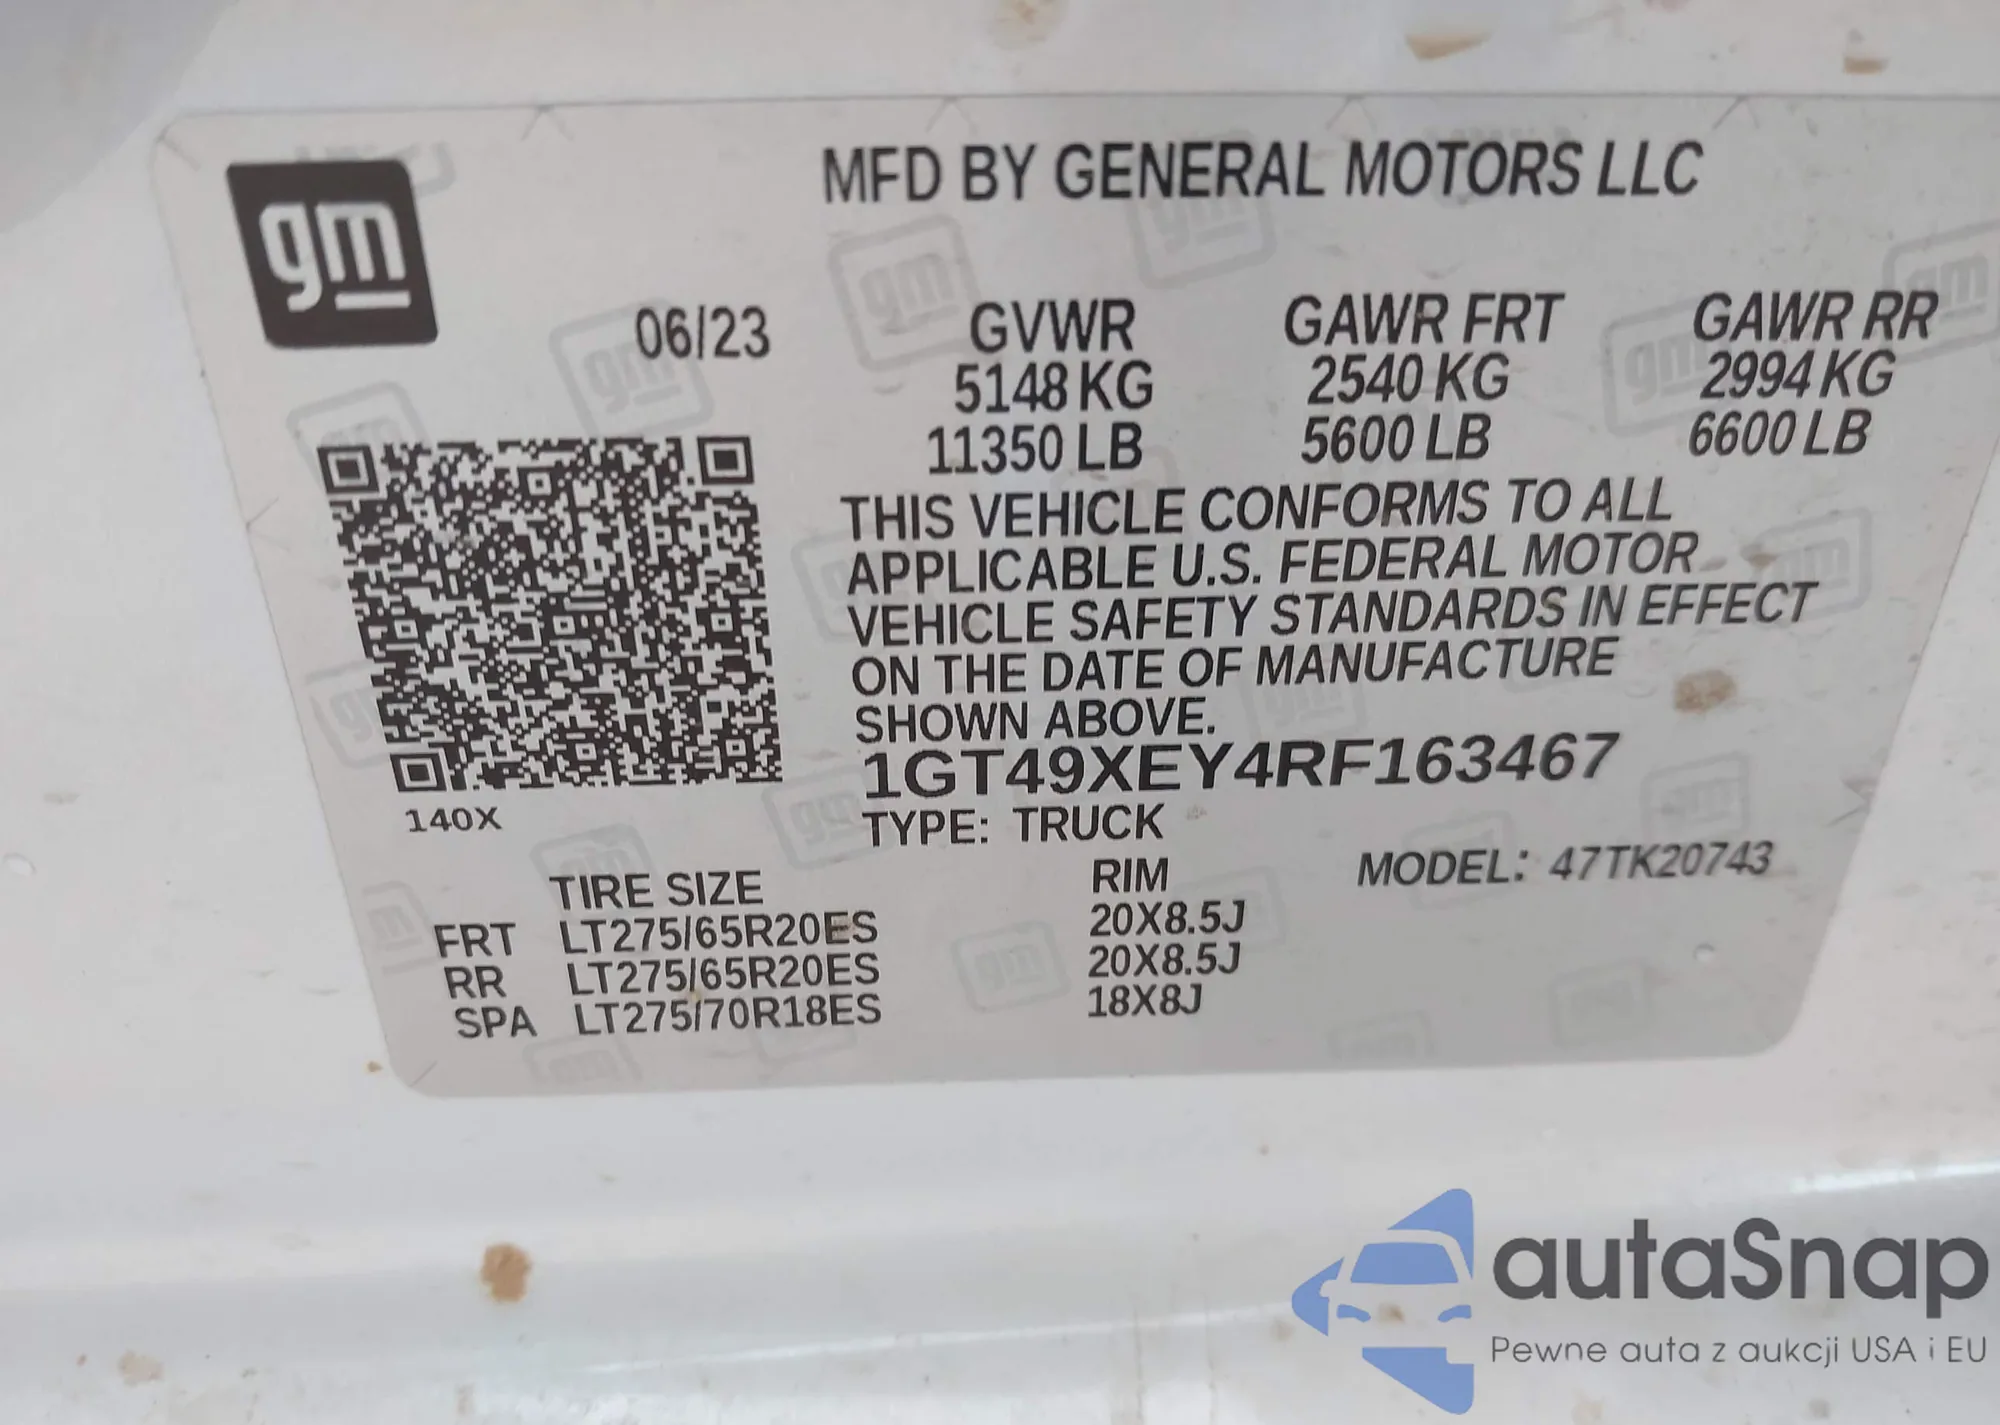 gm
MFD BY GENERAL MOTORS LLC
06/23
GVWR GAWR FRT GAWR RR
5148 KG 2540 KG 2994 KG
11350 LB 5600 LB 6600 LB
THIS VEHICLE CONFORMS TO ALL
APPLICABLE U.S. FEDERAL MOTOR
VEHICLE SAFETY STANDARDS IN EFFECT
ON THE DATE OF MANUFACTURE
SHOWN ABOVE.
1GT49XEY4RF163467
140X
TYPE: TRUCK
MODEL: 47TK20743
TIRE SIZE RIM
FRT LT275/65R20ES 20X8.5J
RR LT275/65R20ES 20X8.5J
SPA LT275/70R18ES 18X8J
autaSnap
Pewne auta z aukcji USA i EU